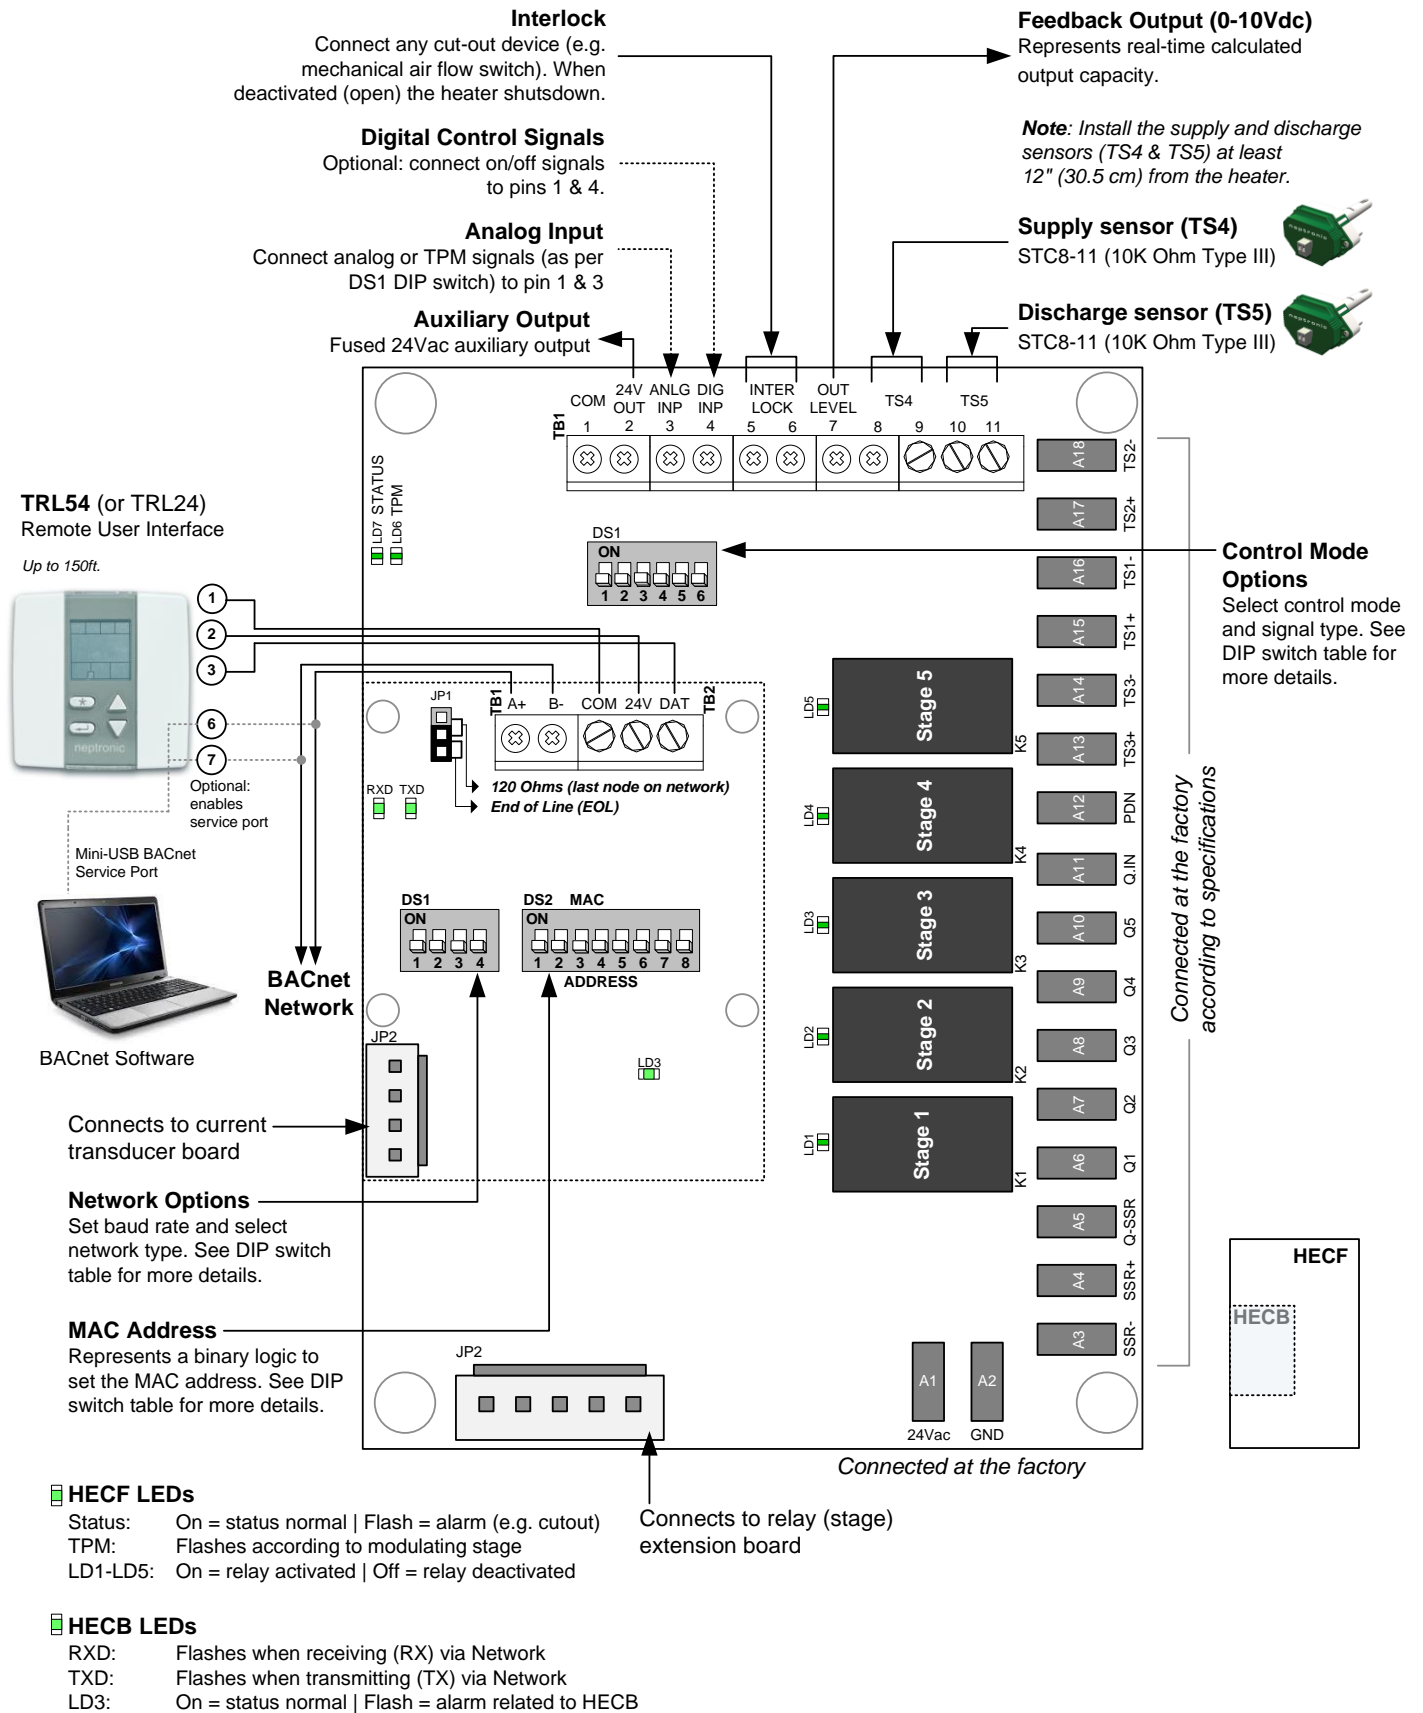 Interlock
Connect any cut-out device (e.g.
mechanical air flow switch). When
deactivated (open) the heater shutsdown.
Digital Control Signals
Optional: connect on/off signals
to pins 1 & 4.
Analog Input
Connect analog or TPM signals (as per
DS1 DIP switch) to pin 1 & 3
Auxiliary Output
Fused 24Vac auxiliary output
Feedback Output (0-10Vdc)
Represents real-time calculated
output capacity.
Note: Install the supply and discharge
sensors (TS4 & TS5) at least
12" (30.5 cm) from the heater.
Supply sensor (TS4)
STC8-11 (10K Ohm Type III)
neptronic
Discharge sensor (TS5)
STC8-11 (10K Ohm Type III)
neptronic
COM 24V OUT ANLG INP DIG INP INTER LOCK OUT LEVEL TS4 TS5
TB1
1 2 3 4 5 6 7 8 9 10 11
LD7 STATUS
LD6 TPM
DS1
ON
1 2 3 4 5 6
Control Mode
Options
Select control mode
and signal type. See
DIP switch table for
more details.
TRL54 (or TRL24)
Remote User Interface
Up to 150ft.
neptronic
1
2
3
6
7
Optional:
enables
service port
Mini-USB BACnet
Service Port
BACnet Software
BACnet
Network
JP1
TB1
A+ B- COM 24V DAT
TB2
120 Ohms (last node on network)
End of Line (EOL)
RXD TXD
DS1
ON
1 2 3 4
DS2 MAC
ON
1 2 3 4 5 6 7 8
ADDRESS
JP2
LD3
LD5 Stage 5 K5
LD4 Stage 4 K4
LD3 Stage 3 K3
LD2 Stage 2 K2
LD1 Stage 1 K1
A18 TS2-
A17 TS2+
A16 TS1-
A15 TS1+
A14 TS3-
A13 TS3+
A12 PDN
A11 Q.IN
A10 Q5
A9 Q4
A8 Q3
A7 Q2
A6 Q1
A5 Q-SSR
A4 SSR+
A3 SSR-
Connected at the factory
according to specifications
Connects to current
transducer board
Network Options
Set baud rate and select
network type. See DIP switch
table for more details.
MAC Address
Represents a binary logic to
set the MAC address. See DIP
switch table for more details.
JP2
A1 A2
24Vac GND
Connected at the factory
HECF
HECB
Connects to relay (stage)
extension board
HECF LEDs
Status: On = status normal | Flash = alarm (e.g. cutout)
TPM: Flashes according to modulating stage
LD1-LD5: On = relay activated | Off = relay deactivated
HECB LEDs
RXD: Flashes when receiving (RX) via Network
TXD: Flashes when transmitting (TX) via Network
LD3: On = status normal | Flash = alarm related to HECB